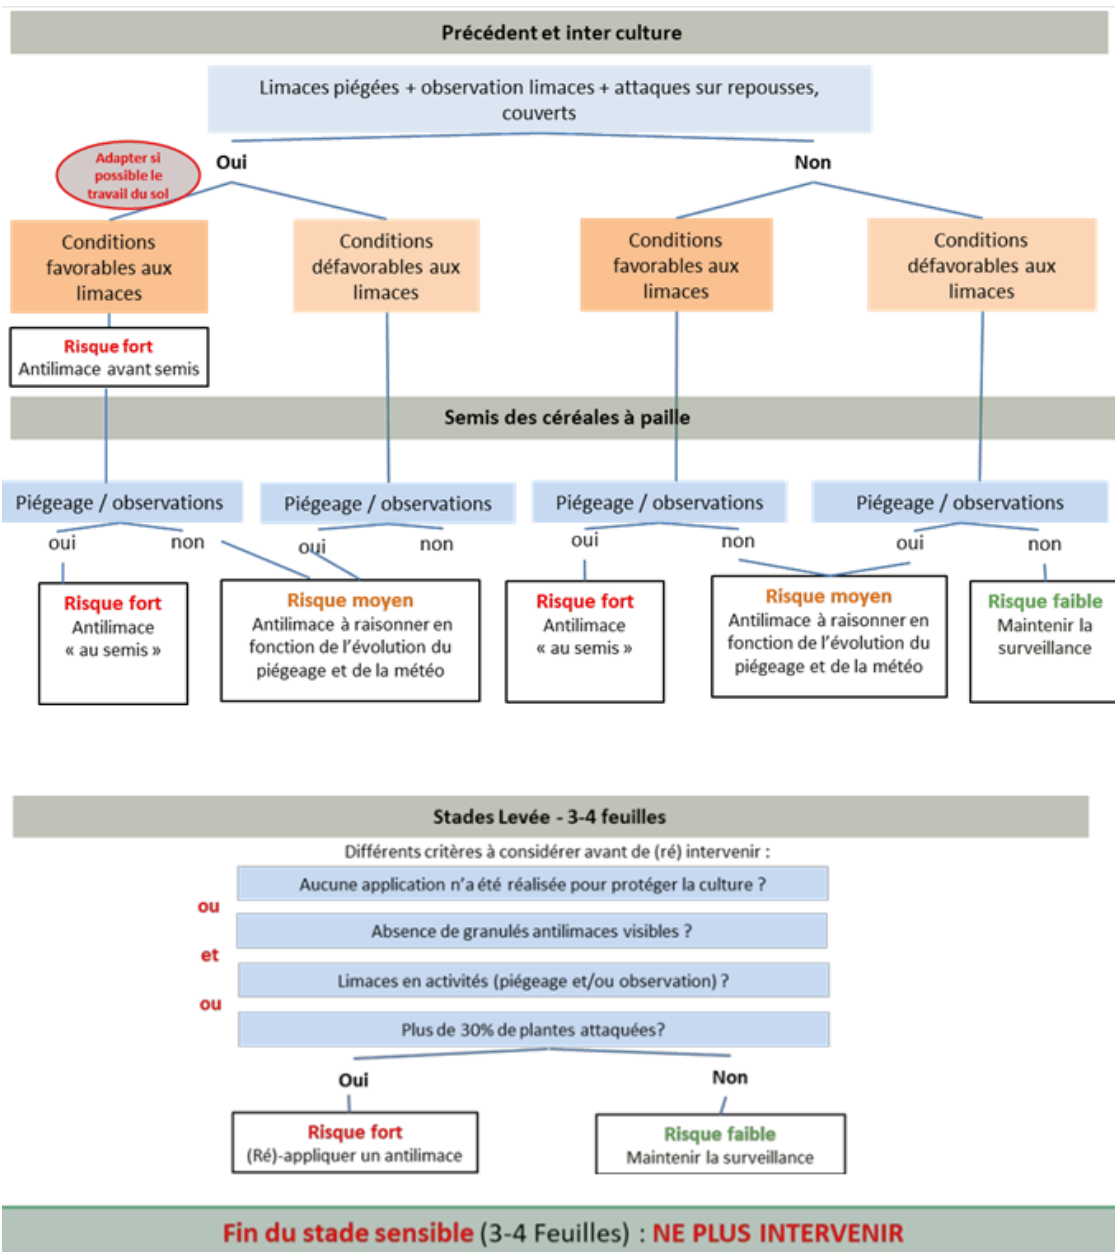 Précédent et inter culture
Limaces piégées + observation limaces + attaques sur repousses,
couverts
Adapter si
possible le
travail du sol
Oui
Non
Conditions
favorables aux
limaces
Conditions
défavorables aux
limaces
Conditions
favorables aux
limaces
Conditions
défavorables aux
limaces
Risque fort
Antilimace avant semis
Semis des céréales à paille
Piégeage / observations
Piégeage / observations
Piégeage / observations
Piégeage / observations
oui
non
oui
non
oui
non
oui
non
Risque fort
Antilimace
« au semis »
Risque moyen
Antilimace à raisonner en
fonction de l'évolution du
piégeage et de la météo
Risque fort
Antilimace
« au semis »
Risque moyen
Antilimace à raisonner en
fonction de l'évolution du
piégeage et de la météo
Risque faible
Maintenir la
surveillance
Stades Levée - 3-4 feuilles
Différents critères à considérer avant de (ré) intervenir :
Aucune application n'a été réalisée pour protéger la culture ?
ou
Absence de granulés antilimaces visibles ?
et
Limaces en activités (piégeage et/ou observation) ?
ou
Plus de 30% de plantes attaquées?
Oui
Non
Risque fort
(Ré)-appliquer un antilimace
Risque faible
Maintenir la surveillance
Fin du stade sensible (3-4 Feuilles) : NE PLUS INTERVENIR